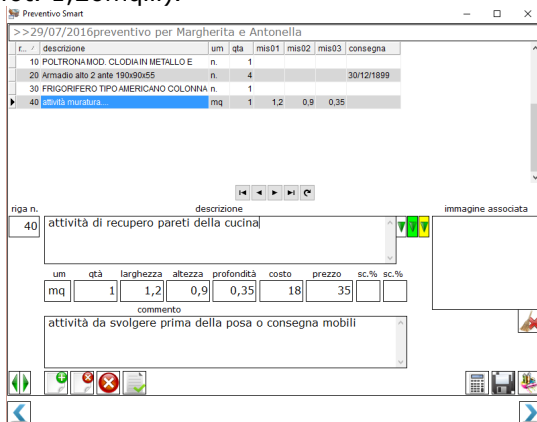 Preventivo Smart
>>29/07/2016preventivo per Margherita e Antonella
r... descrizione um qta mis01 mis02 mis03 consegna
10 POLTRONA MOD. CLODIA IN METALLO E n. 1
20 Armadio alto 2 ante 190x90x55 n. 4 30/12/1899
30 FRIGORIFERO TIPO AMERICANO COLONNA n. 1
40 attività muratura... mq 1 1,2 0,9 0,35
riga n. descrizione immagine associata
40 attività di recupero pareti della cucina
um qtà larghezza altezza profondità costo prezzo sc.% sc.%
mq 1 1,2 0,9 0,35 18 35
commento
attività da svolgere prima della posa o consegna mobili